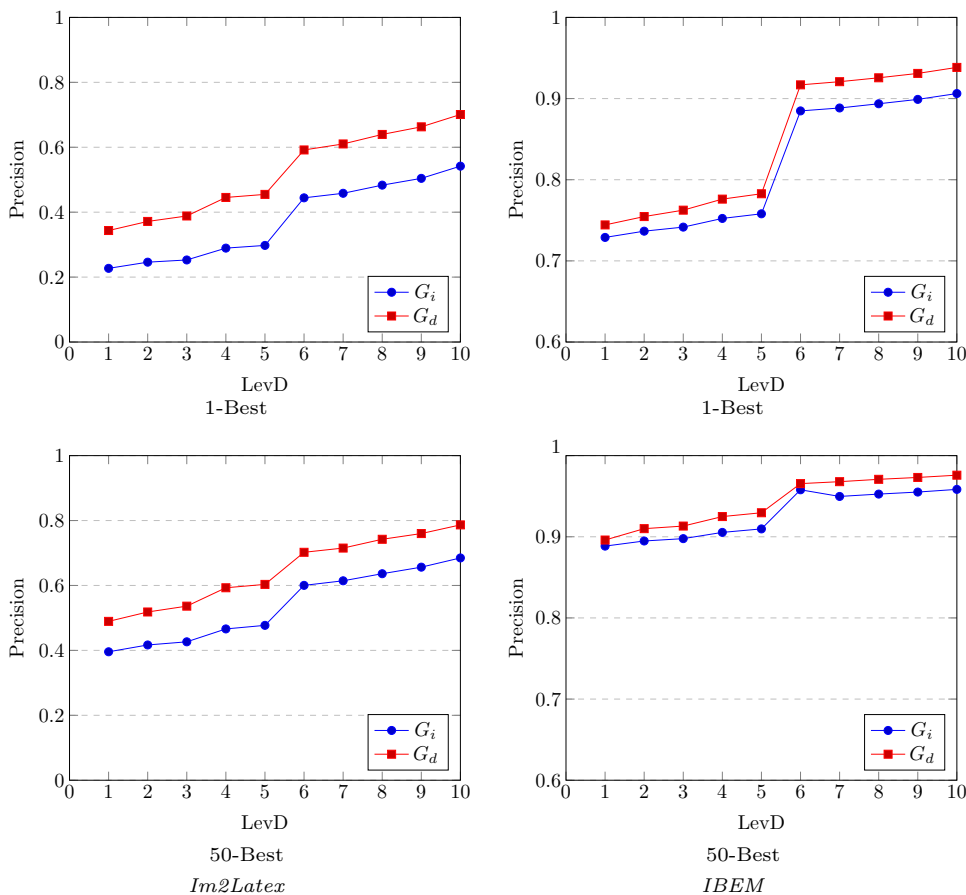 1
0.8
0.6
0.4
0.2
0
Precision
0 1 2 3 4 5 6 7 8 9 10
LevD
G_i
G_d
1-Best
1
0.9
0.8
0.7
0.6
Precision
0 1 2 3 4 5 6 7 8 9 10
LevD
G_i
G_d
1-Best
1
0.8
0.6
0.4
0.2
0
Precision
0 1 2 3 4 5 6 7 8 9 10
LevD
G_i
G_d
50-Best
Im2Latex
1
0.9
0.8
0.7
0.6
Precision
0 1 2 3 4 5 6 7 8 9 10
LevD
G_i
G_d
50-Best
IBEM